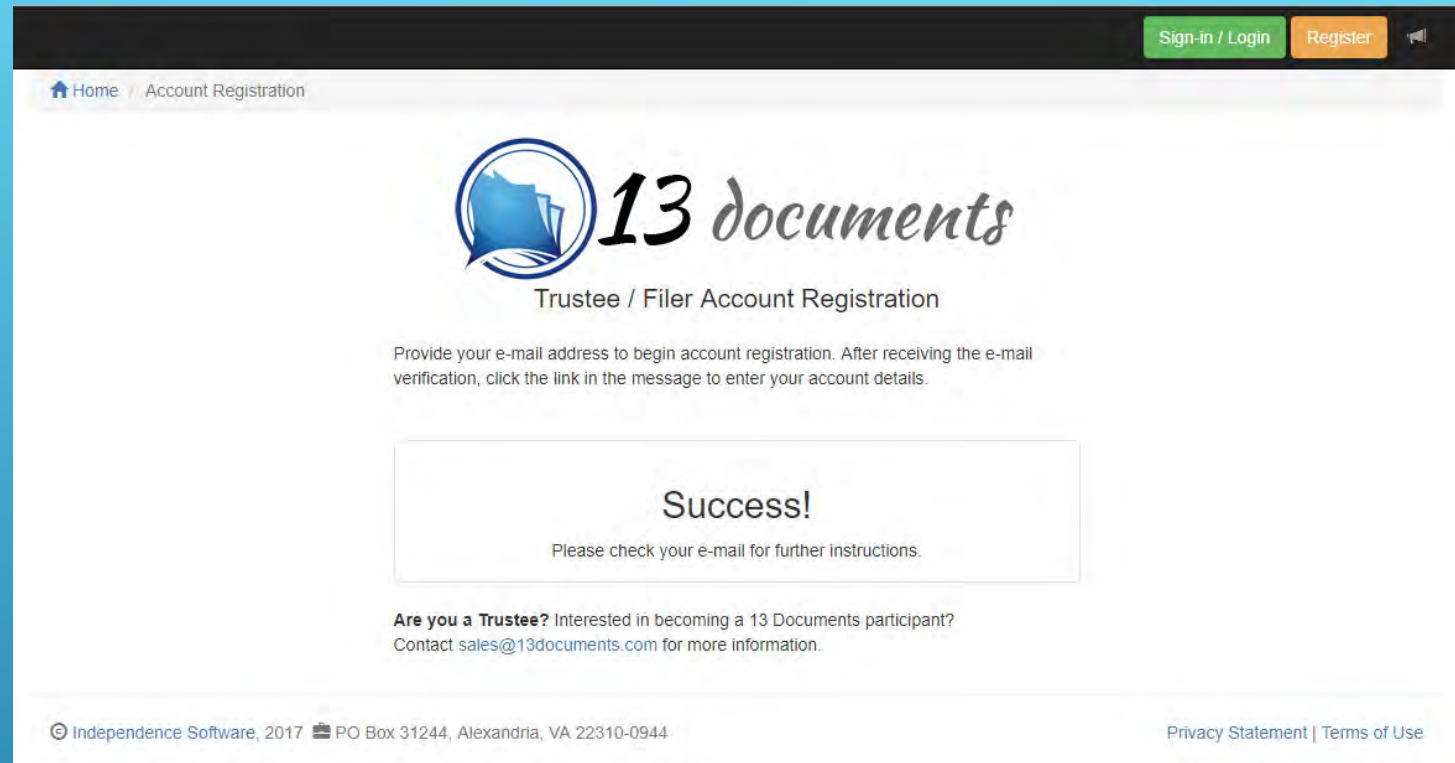 Sign-in / Login Register
Home / Account Registration
13 documents
Trustee / Filer Account Registration
Provide your e-mail address to begin account registration. After receiving the e-mail
verification, click the link in the message to enter your account details.
Success!
Please check your e-mail for further instructions.
Are you a Trustee? Interested in becoming a 13 Documents participant?
Contact sales@13documents.com for more information.
© Independence Software, 2017 PO Box 31244, Alexandria, VA 22310-0944 Privacy Statement | Terms of Use